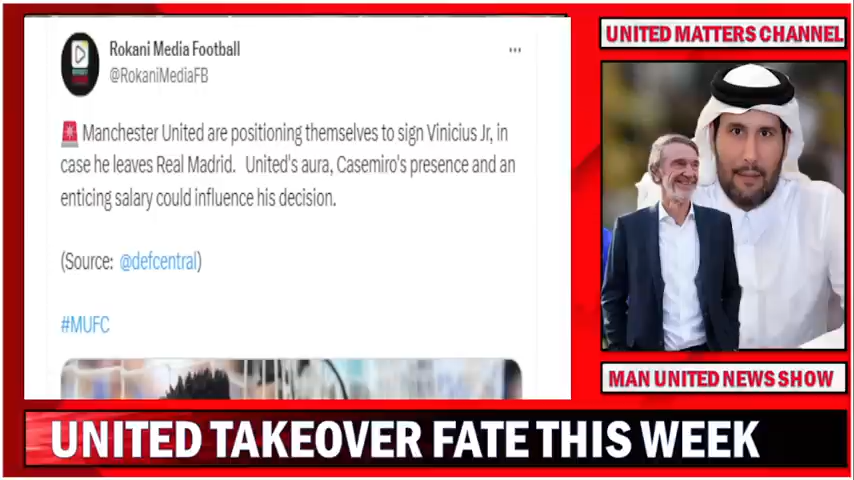 Rokani Media Football
@RokaniMediaFB
...
🚨 Manchester United are positioning themselves to sign Vinicius Jr, in
case he leaves Real Madrid. United's aura, Casemiro's presence and an
enticing salary could influence his decision.
(Source: @defcentral)
#MUFC
UNITED MATTERS CHANNEL
MAN UNITED NEWS SHOW
UNITED TAKEOVER FATE THIS WEEK